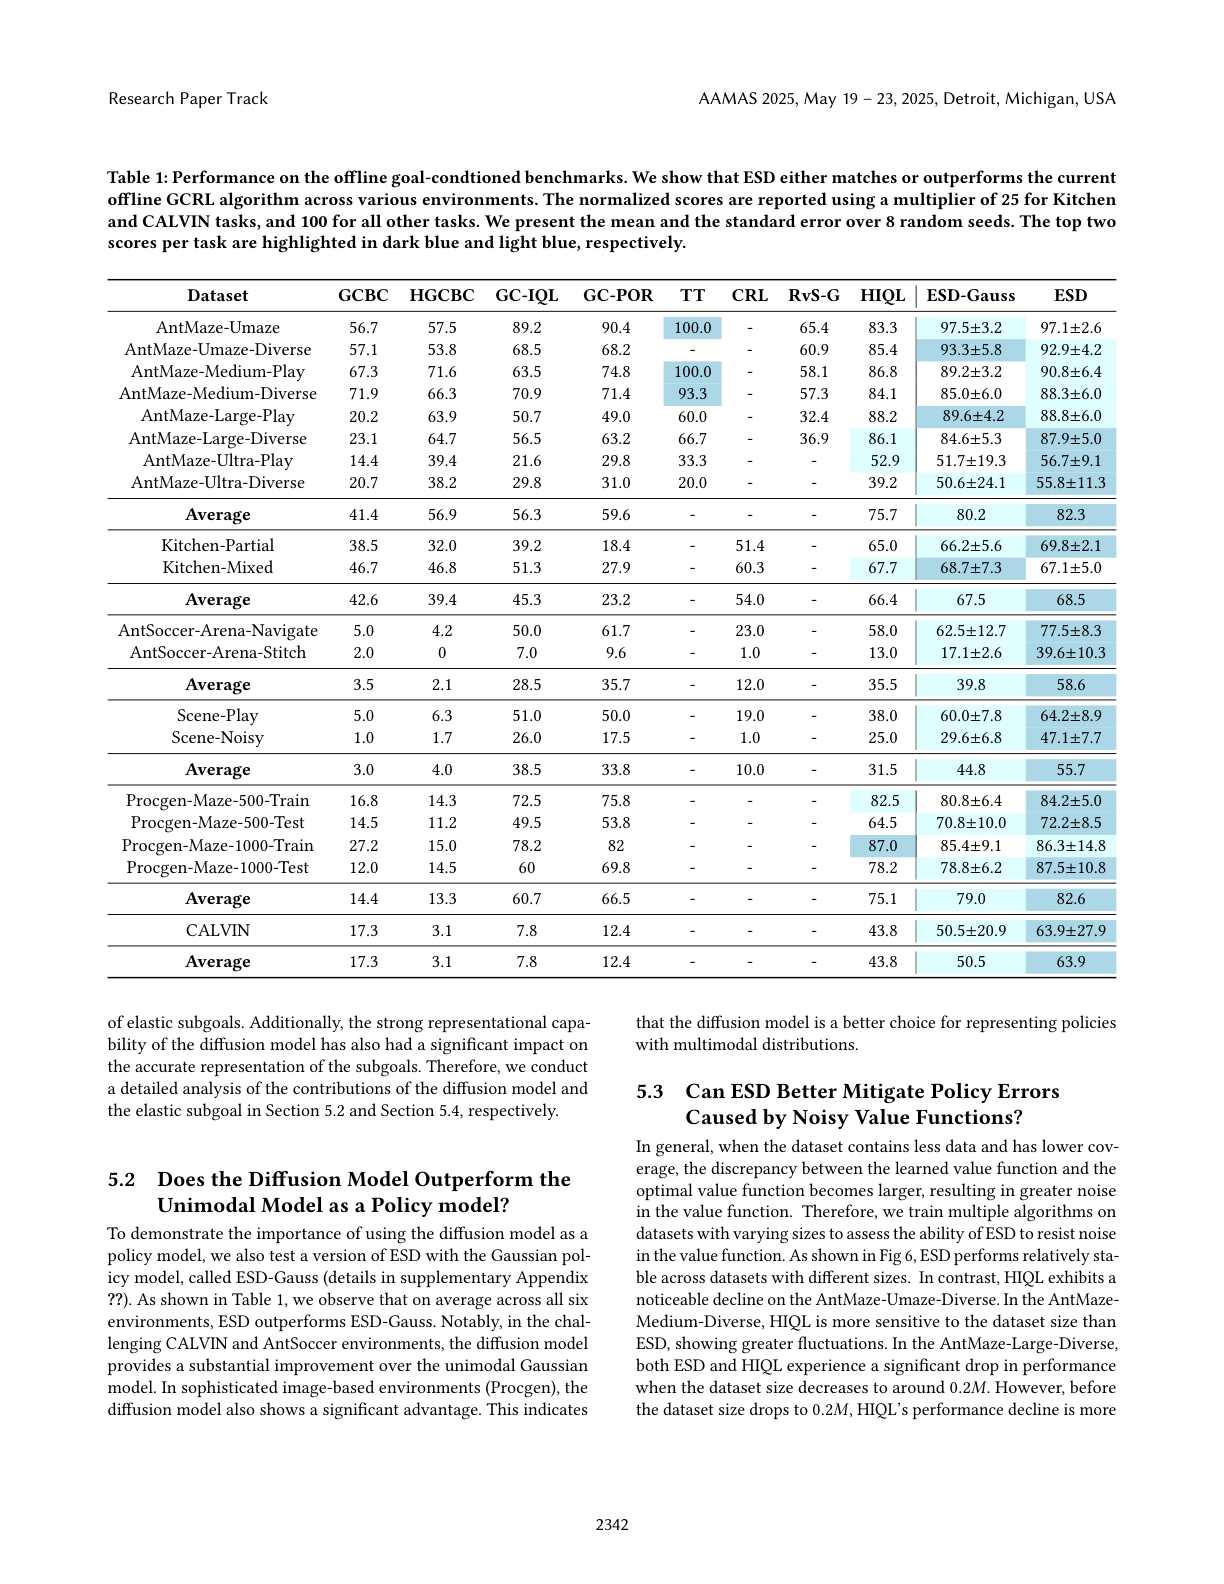 Research Paper Track
AAMAS 2025, May 19 – 23, 2025, Detroit, Michigan, USA
Table 1: Performance on the offline goal-condtioned benchmarks. We show that ESD either matches or outperforms the current
offline GCRL algorithm across various environments. The normalized scores are reported using a multiplier of 25 for Kitchen
and CALVIN tasks, and 100 for all other tasks. We present the mean and the standard error over 8 random seeds. The top two
scores per task are highlighted in dark blue and light blue, respectively.
Dataset GCBC HGCBC GC-IQL GC-POR TT CRL RvS-G HIQL ESD-Gauss ESD
AntMaze-Umaze 56.7 57.5 89.2 90.4 100.0 - 65.4 83.3 97.5±3.2 97.1±2.6
AntMaze-Umaze-Diverse 57.1 53.8 68.5 68.2 - - 60.9 85.4 93.3±5.8 92.9±4.2
AntMaze-Medium-Play 67.3 71.6 63.5 74.8 100.0 - 58.1 86.8 89.2±3.2 90.8±6.4
AntMaze-Medium-Diverse 71.9 66.3 70.9 71.4 93.3 - 57.3 84.1 85.0±6.0 88.3±6.0
AntMaze-Large-Play 20.2 63.9 50.7 49.0 60.0 - 32.4 88.2 89.6±4.2 88.8±6.0
AntMaze-Large-Diverse 23.1 64.7 56.5 63.2 66.7 - 36.9 86.1 84.6±5.3 87.9±5.0
AntMaze-Ultra-Play 14.4 39.4 21.6 29.8 33.3 - - 52.9 51.7±19.3 56.7±9.1
AntMaze-Ultra-Diverse 20.7 38.2 29.8 31.0 20.0 - - 39.2 50.6±24.1 55.8±11.3
Average 41.4 56.9 56.3 59.6 - - - 75.7 80.2 82.3
Kitchen-Partial 38.5 32.0 39.2 18.4 - 51.4 - 65.0 66.2±5.6 69.8±2.1
Kitchen-Mixed 46.7 46.8 51.3 27.9 - 60.3 - 67.7 68.7±7.3 67.1±5.0
Average 42.6 39.4 45.3 23.2 - 54.0 - 66.4 67.5 68.5
AntSoccer-Arena-Navigate 5.0 4.2 50.0 61.7 - 23.0 - 58.0 62.5±12.7 77.5±8.3
AntSoccer-Arena-Stitch 2.0 0 7.0 9.6 - 1.0 - 13.0 17.1±2.6 39.6±10.3
Average 3.5 2.1 28.5 35.7 - 12.0 - 35.5 39.8 58.6
Scene-Play 5.0 6.3 51.0 50.0 - 19.0 - 38.0 60.0±7.8 64.2±8.9
Scene-Noisy 1.0 1.7 26.0 17.5 - 1.0 - 25.0 29.6±6.8 47.1±7.7
Average 3.0 4.0 38.5 33.8 - 10.0 - 31.5 44.8 55.7
Procgen-Maze-500-Train 16.8 14.3 72.5 75.8 - - - 82.5 80.8±6.4 84.2±5.0
Procgen-Maze-500-Test 14.5 11.2 49.5 53.8 - - - 64.5 70.8±10.0 72.2±8.5
Procgen-Maze-1000-Train 27.2 15.0 78.2 82 - - - 87.0 85.4±9.1 86.3±14.8
Procgen-Maze-1000-Test 12.0 14.5 60 69.8 - - - 78.2 78.8±6.2 87.5±10.8
Average 14.4 13.3 60.7 66.5 - - - 75.1 79.0 82.6
CALVIN 17.3 3.1 7.8 12.4 - - - 43.8 50.5±20.9 63.9±27.9
Average 17.3 3.1 7.8 12.4 - - - 43.8 50.5 63.9
of elastic subgoals. Additionally, the strong representational capa-
bility of the diffusion model has also had a significant impact on
the accurate representation of the subgoals. Therefore, we conduct
a detailed analysis of the contributions of the diffusion model and
the elastic subgoal in Section 5.2 and Section 5.4, respectively.
5.2 Does the Diffusion Model Outperform the
Unimodal Model as a Policy model?
To demonstrate the importance of using the diffusion model as a
policy model, we also test a version of ESD with the Gaussian pol-
icy model, called ESD-Gauss (details in supplementary Appendix
??). As shown in Table 1, we observe that on average across all six
environments, ESD outperforms ESD-Gauss. Notably, in the chal-
lenging CALVIN and AntSoccer environments, the diffusion model
provides a substantial improvement over the unimodal Gaussian
model. In sophisticated image-based environments (Procgen), the
diffusion model also shows a significant advantage. This indicates
that the diffusion model is a better choice for representing policies
with multimodal distributions.
5.3 Can ESD Better Mitigate Policy Errors
Caused by Noisy Value Functions?
In general, when the dataset contains less data and has lower cov-
erage, the discrepancy between the learned value function and the
optimal value function becomes larger, resulting in greater noise
in the value function. Therefore, we train multiple algorithms on
datasets with varying sizes to assess the ability of ESD to resist noise
in the value function. As shown in Fig 6, ESD performs relatively sta-
ble across datasets with different sizes. In contrast, HIQL exhibits a
noticeable decline on the AntMaze-Umaze-Diverse. In the AntMaze-
Medium-Diverse, HIQL is more sensitive to the dataset size than
ESD, showing greater fluctuations. In the AntMaze-Large-Diverse,
both ESD and HIQL experience a significant drop in performance
when the dataset size decreases to around 0.2M. However, before
the dataset size drops to 0.2M, HIQL's performance decline is more
2342